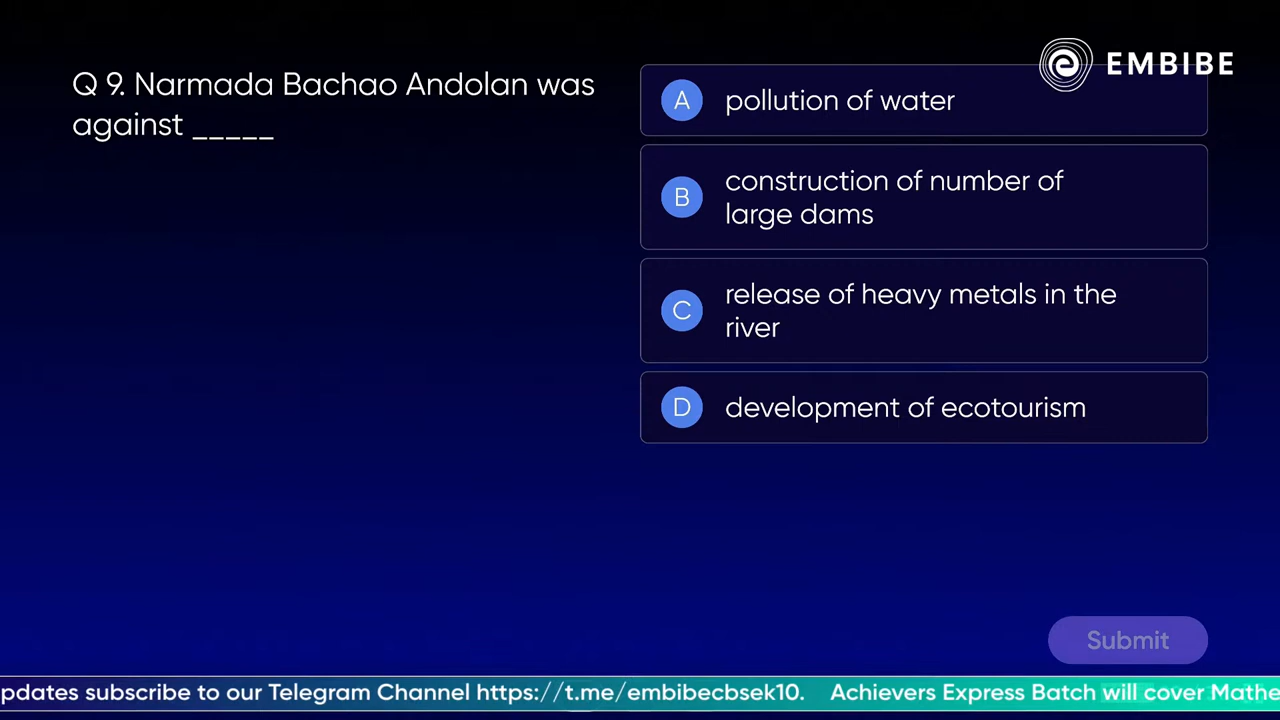 EMBIBE
Q 9. Narmada Bachao Andolan was
against _____
A pollution of water
B construction of number of
large dams
C release of heavy metals in the
river
D development of ecotourism
Submit
pdates subscribe to our Telegram Channel https://t.me/embibecbsek10. Achievers Express Batch will cover Mathe